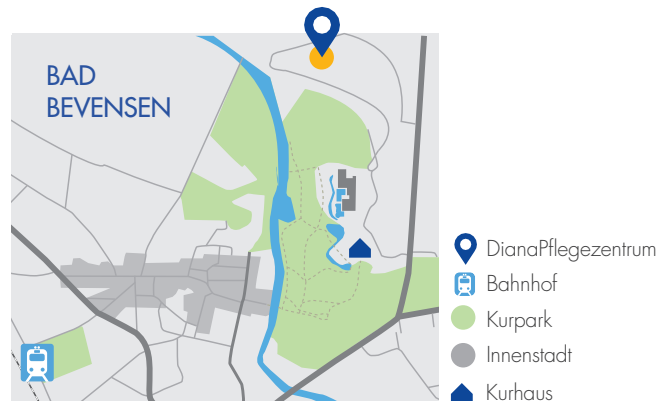 BAD
BEVENSEN
DianaPflegezentrum
Bahnhof
Kurpark
Innenstadt
Kurhaus